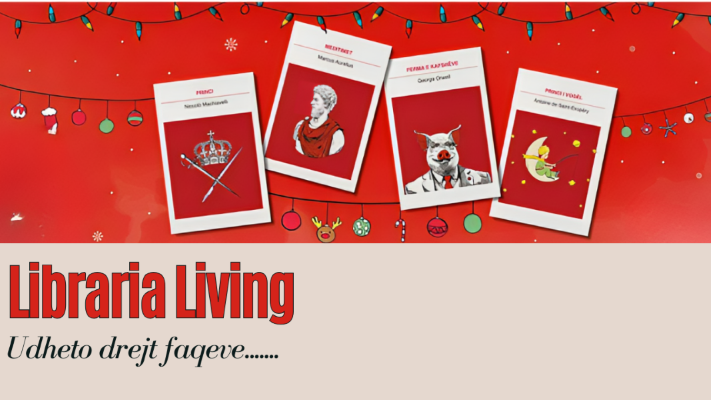 PRINCI
Niccolò Machiavelli
MEDITIMET
Marcus Aurelius
FERMA E KAFSHËVE
George Orwell
PRINCI I VOGËL
Antoine de Saint-Exupéry
Libraria Living
Udheto drejt faqeve.......